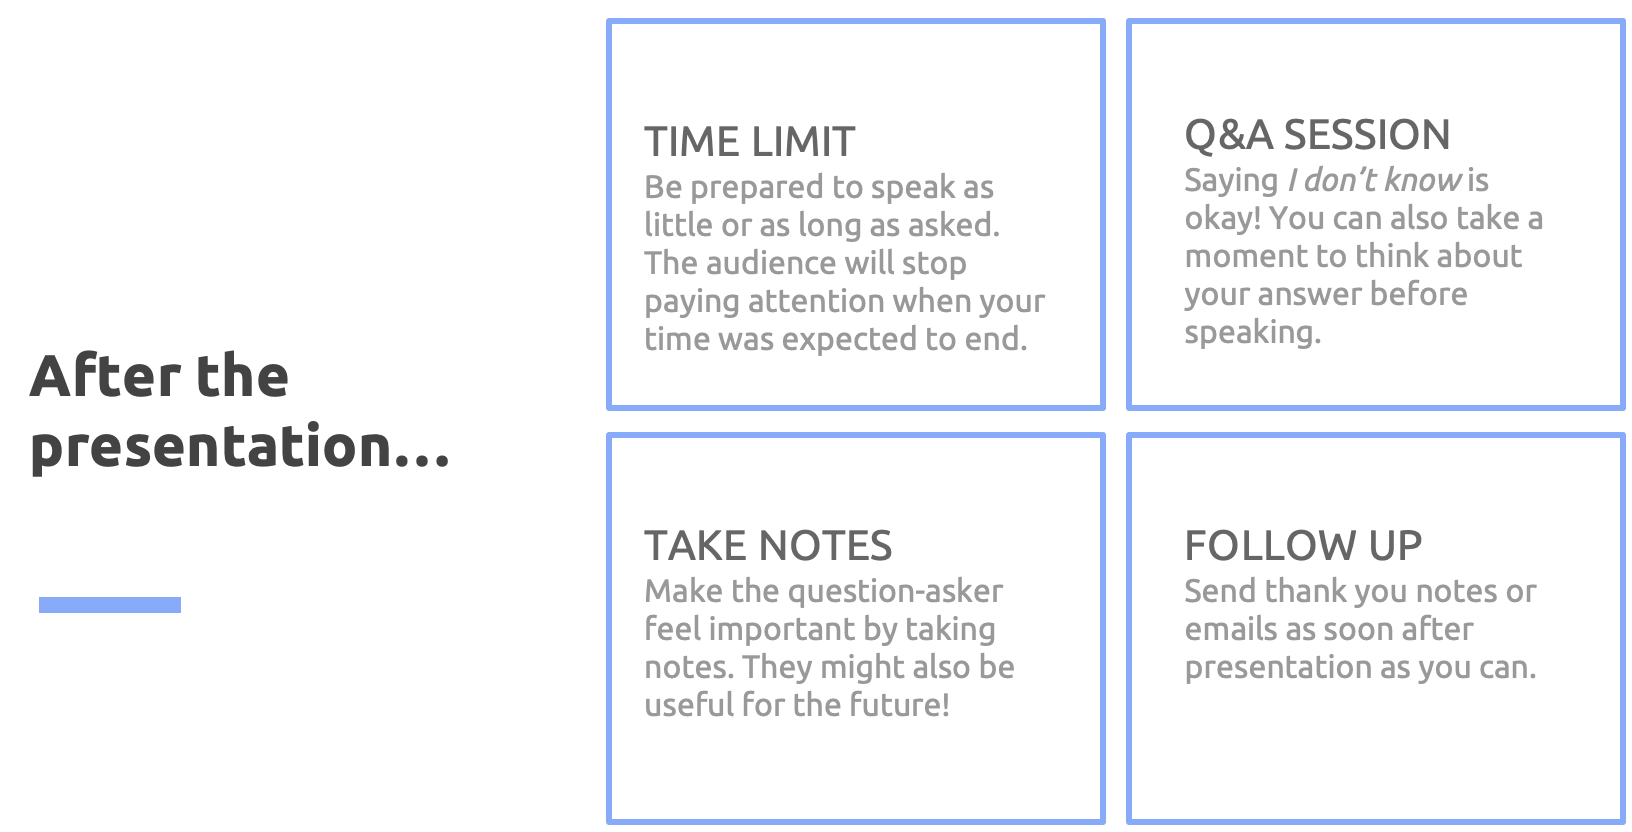 After the
presentation...
TIME LIMIT
Be prepared to speak as
little or as long as asked.
The audience will stop
paying attention when your
time was expected to end.
Q&A SESSION
Saying I don’t know is
okay! You can also take a
moment to think about
your answer before
speaking.
TAKE NOTES
Make the question-asker
feel important by taking
notes. They might also be
useful for the future!
FOLLOW UP
Send thank you notes or
emails as soon after
presentation as you can.